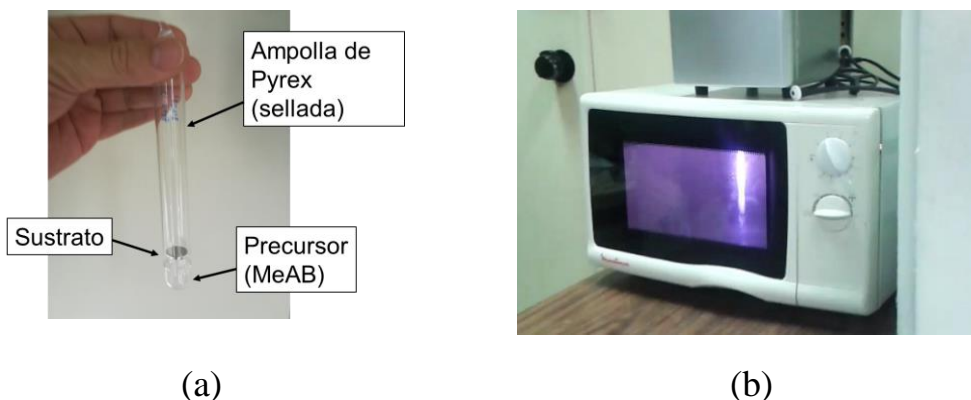 Ampolla de
Pyrex
(sellada)
Sustrato
Precursor
(MeAB)
(a)
(b)